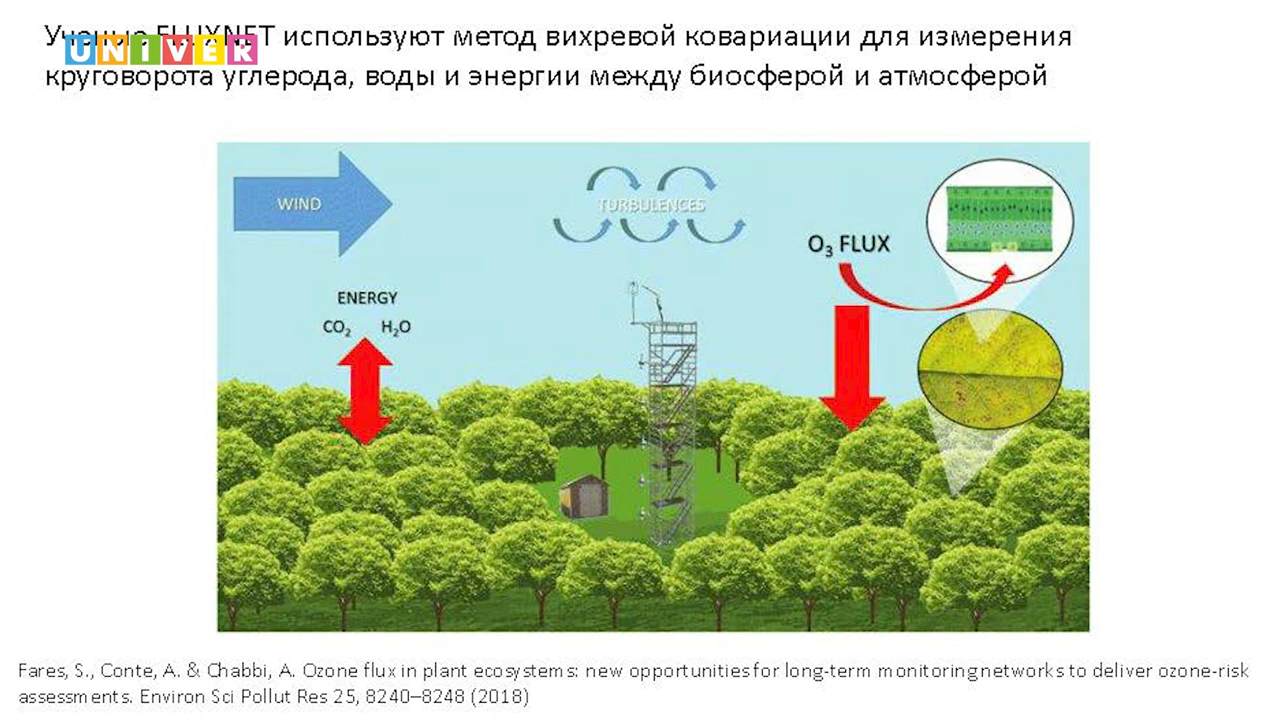 Ученые FLUXNET используют метод вихревой ковариации для измерения
UNIVER
круговорота углерода, воды и энергии между биосферой и атмосферой
WIND
TURBULENCES
O₃ FLUX
ENERGY
CO₂ H₂O
Fares, S., Conte, A. & Chabbi, A. Ozone flux in plant ecosystems: new opportunities for long-term monitoring networks to deliver ozone-risk
assessments. Environ Sci Pollut Res 25, 8240–8248 (2018)